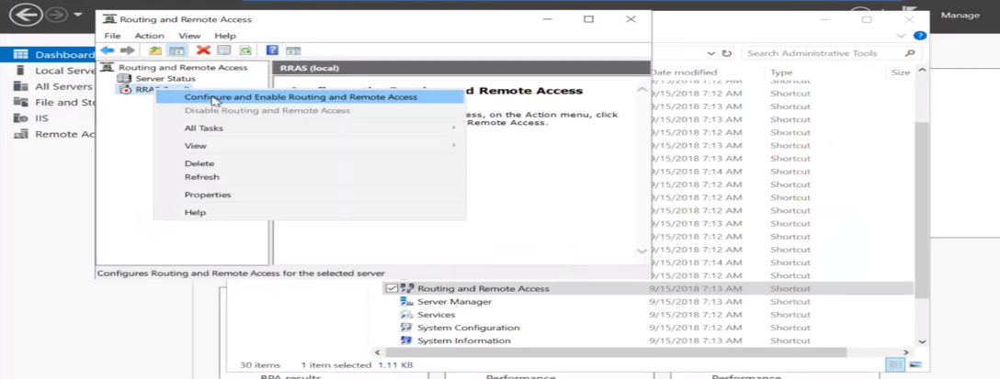 Routing and Remote Access
File Action View Help
Manage
Search Administrative Tools
Dashboard
Local Serve
All Servers
File and Sto
IIS
Remote Ac
Routing and Remote Access
Server Status
RRAS (local)
and Remote Access
ess, on the Action menu, click
Remote Access.
Configure and Enable Routing and Remote Access
Disable Routing and Remote Access
All Tasks
View
Delete
Refresh
Properties
Help
Configures Routing and Remote Access for the selected server
Date modified Type Size
9/15/2018 7:13 AM Shortcut
9/15/2018 7:13 AM Shortcut
9/15/2018 7:12 AM Shortcut
9/15/2018 7:12 AM Shortcut
9/15/2018 7:13 AM Shortcut
9/15/2018 7:13 AM Shortcut
9/15/2018 7:14 AM Shortcut
9/15/2018 7:12 AM Shortcut
9/15/2018 7:12 AM Shortcut
9/15/2018 7:13 AM Shortcut
9/15/2018 7:12 AM Shortcut
9/15/2018 7:13 AM Shortcut
9/15/2018 7:12 AM Shortcut
9/15/2018 7:14 AM Shortcut
9/15/2018 7:12 AM Shortcut
Routing and Remote Access 9/15/2018 7:13 AM Shortcut
Server Manager 9/15/2018 7:13 AM Shortcut
Services 9/15/2018 7:13 AM Shortcut
System Configuration 9/15/2018 7:12 AM Shortcut
System Information 9/15/2018 7:13 AM Shortcut
30 items 1 item selected 1.11 KB
BPA results Performance Performance